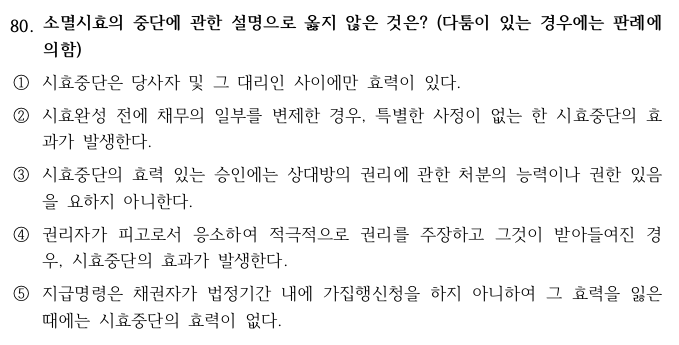 80. 소멸시효의 중단에 관한 설명으로 옳지 않은 것은? (다툼이 있는 경우에는 판례에
의함)
① 시효중단은 당사자 및 그 대리인 사이에만 효력이 있다.
② 시효완성 전에 채무의 일부를 변제한 경우, 특별한 사정이 없는 한 시효중단의 효
과가 발생한다.
③ 시효중단의 효력 있는 승인에는 상대방의 권리에 관한 처분의 능력이나 권한 있음
을 요하지 아니한다.
④ 권리자가 피고로서 응소하여 적극적으로 권리를 주장하고 그것이 받아들여진 경
우, 시효중단의 효과가 발생한다.
⑤ 지급명령은 채권자가 법정기간 내에 가집행신청을 하지 아니하여 그 효력을 잃은
때에는 시효중단의 효력이 없다.